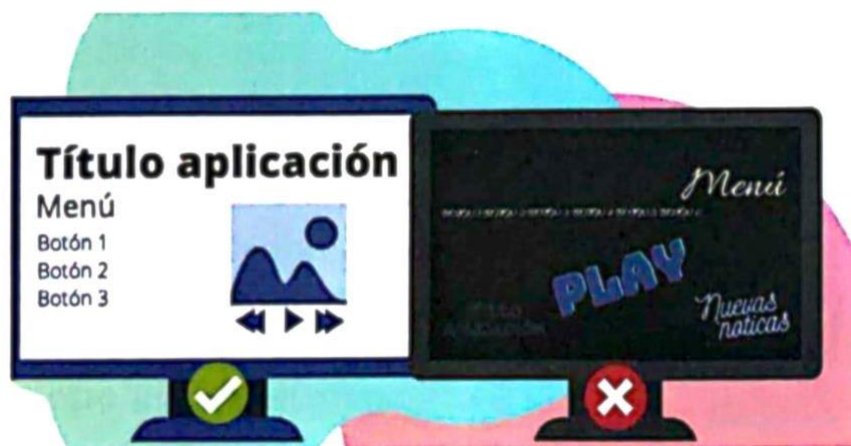 Título aplicación
Menú
Botón 1
Botón 2
Botón 3
Menú
PLAY
Nuevas
noticas